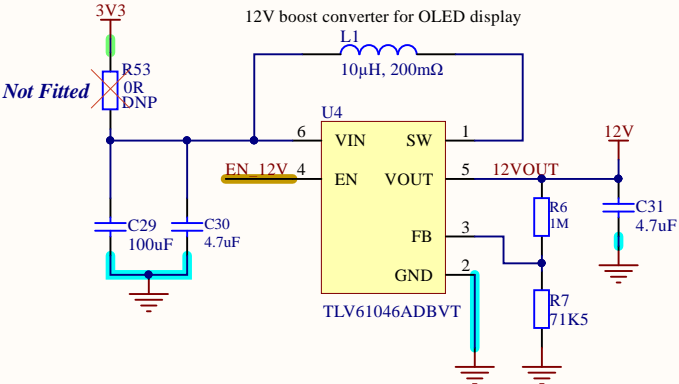 3V3
12V boost converter for OLED display
L1
10µH, 200mΩ
R53
0R
DNP
Not Fitted
U4
6 VIN SW 1
12V
EN_12V 4 EN VOUT 5 12VOUT
R6
1M
C31
4.7uF
C29
100uF
C30
4.7uF
FB 3
GND 2
R7
71K5
TLV61046ADBVT